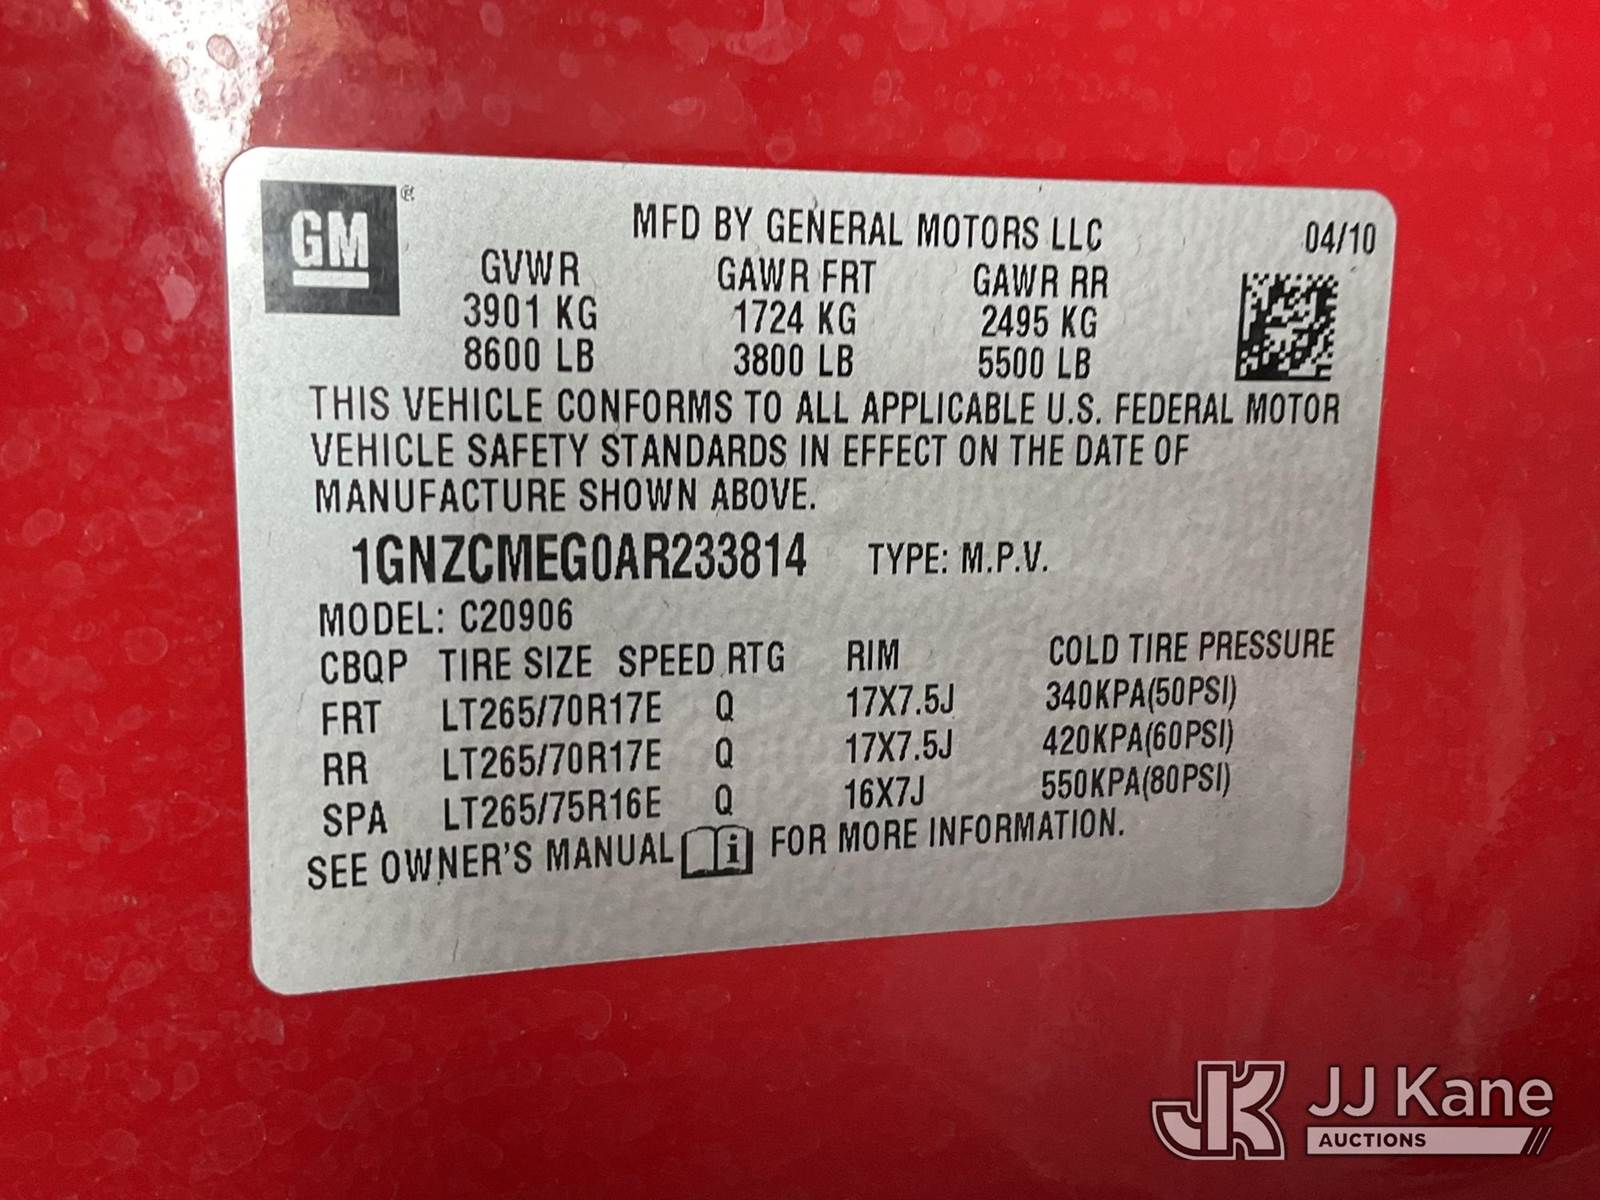 GM ®
MFD BY GENERAL MOTORS LLC 04/10
GVWR GAWR FRT GAWR RR
3901 KG 1724 KG 2495 KG
8600 LB 3800 LB 5500 LB
THIS VEHICLE CONFORMS TO ALL APPLICABLE U.S. FEDERAL MOTOR
VEHICLE SAFETY STANDARDS IN EFFECT ON THE DATE OF
MANUFACTURE SHOWN ABOVE.
1GNZCMEG0AR233814 TYPE: M.P.V.
MODEL: C20906
CBQP TIRE SIZE SPEED RTG RIM COLD TIRE PRESSURE
FRT LT265/70R17E Q 17X7.5J 340KPA(50PSI)
RR LT265/70R17E Q 17X7.5J 420KPA(60PSI)
SPA LT265/75R16E Q 16X7J 550KPA(80PSI)
SEE OWNER'S MANUAL i FOR MORE INFORMATION.
JK JJ Kane
AUCTIONS